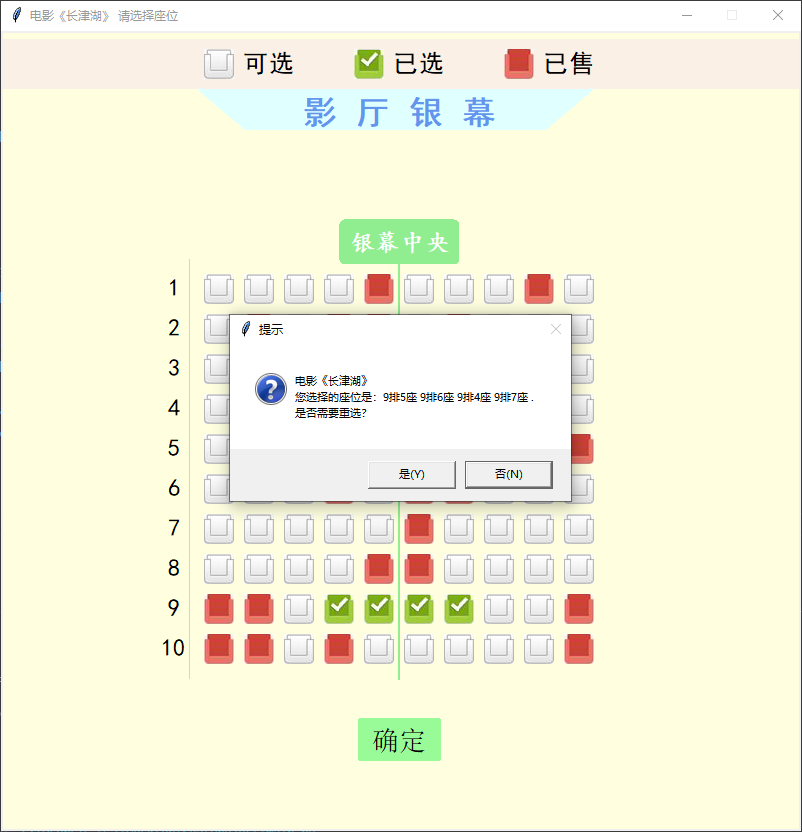 电影《长津湖》 请选择座位
可选 已选 已售
影厅银幕
银幕中央
1
2
提示
3
电影《长津湖》
您选择的座位是：9排5座 9排6座 9排4座 9排7座 .
是否需要重选?
4
5
是(Y) 否(N)
6
7
8
9
10
确定